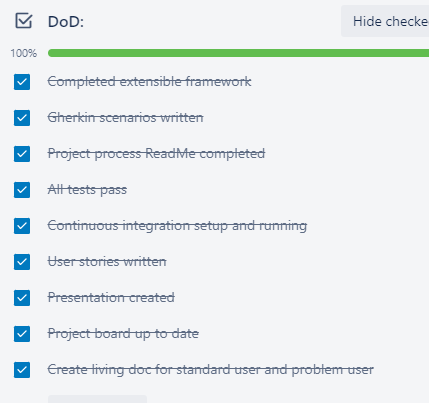 DoD:
Hide checke
100%
Completed extensible framework
Gherkin scenarios written
Project process ReadMe completed
All tests pass
Continuous integration setup and running
User stories written
Presentation created
Project board up to date
Create living doc for standard user and problem user